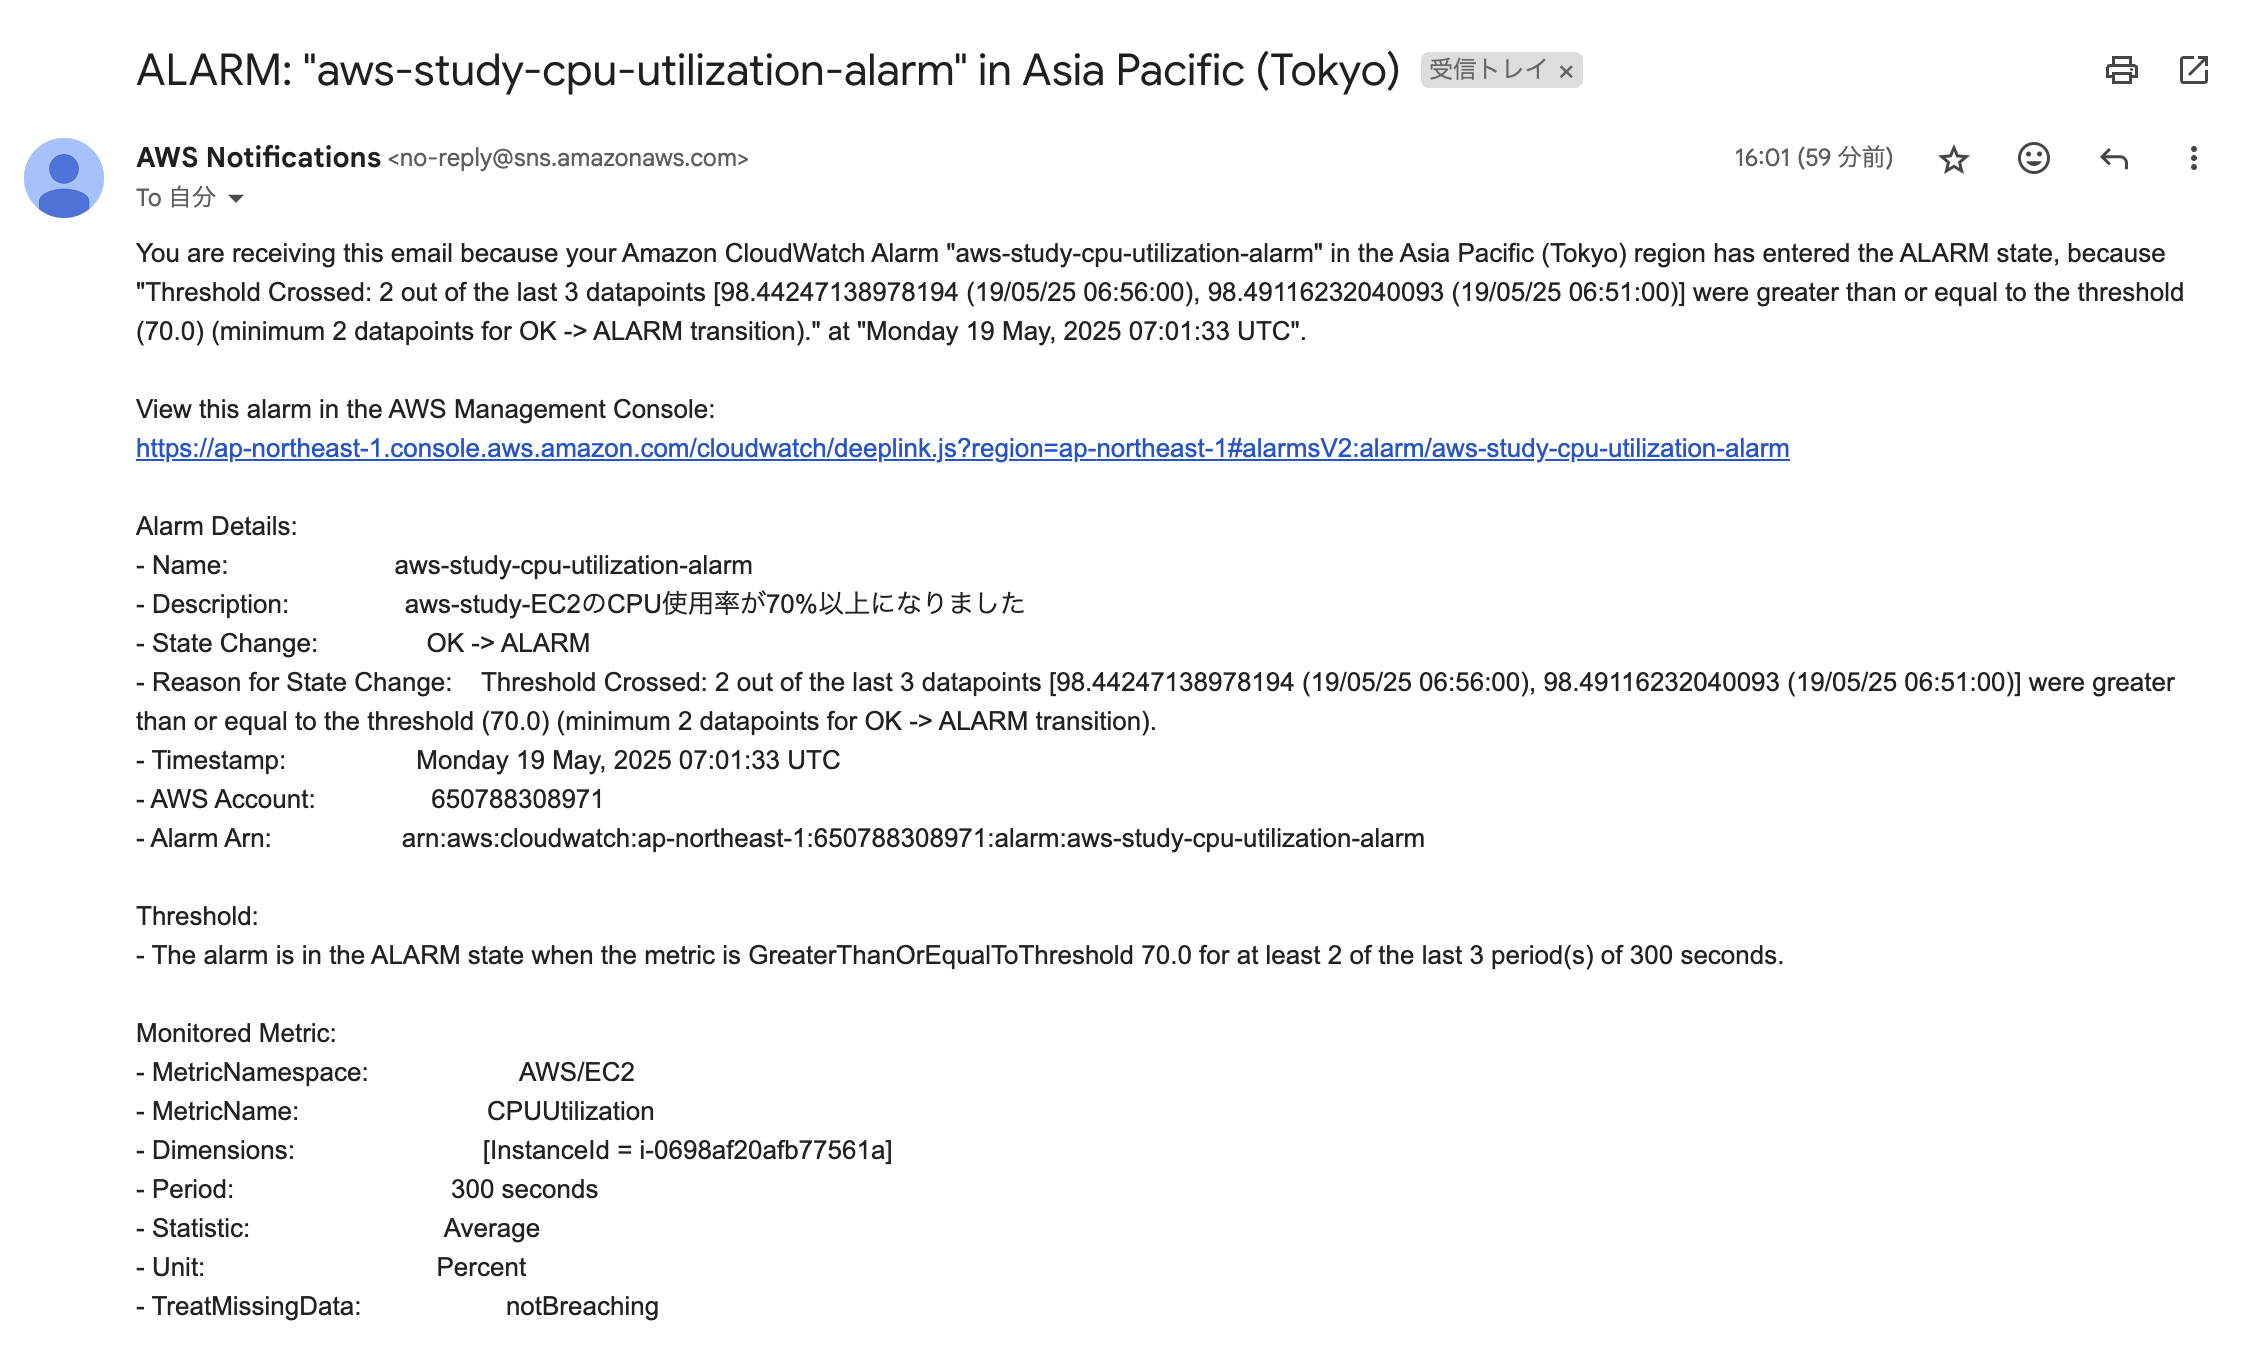 ALARM: "aws-study-cpu-utilization-alarm" in Asia Pacific (Tokyo) 受信トレイ ×
AWS Notifications <no-reply@sns.amazonaws.com> 16:01 (59 分前)
To 自分
You are receiving this email because your Amazon CloudWatch Alarm "aws-study-cpu-utilization-alarm" in the Asia Pacific (Tokyo) region has entered the ALARM state, because
"Threshold Crossed: 2 out of the last 3 datapoints [98.44247138978194 (19/05/25 06:56:00), 98.49116232040093 (19/05/25 06:51:00)] were greater than or equal to the threshold
(70.0) (minimum 2 datapoints for OK -> ALARM transition)." at "Monday 19 May, 2025 07:01:33 UTC".
View this alarm in the AWS Management Console:
https://ap-northeast-1.console.aws.amazon.com/cloudwatch/deeplink.js?region=ap-northeast-1#alarmsV2:alarm/aws-study-cpu-utilization-alarm
Alarm Details:
- Name: aws-study-cpu-utilization-alarm
- Description: aws-study-EC2のCPU使用率が70%以上になりました
- State Change: OK -> ALARM
- Reason for State Change: Threshold Crossed: 2 out of the last 3 datapoints [98.44247138978194 (19/05/25 06:56:00), 98.49116232040093 (19/05/25 06:51:00)] were greater
than or equal to the threshold (70.0) (minimum 2 datapoints for OK -> ALARM transition).
- Timestamp: Monday 19 May, 2025 07:01:33 UTC
- AWS Account: 650788308971
- Alarm Arn: arn:aws:cloudwatch:ap-northeast-1:650788308971:alarm:aws-study-cpu-utilization-alarm
Threshold:
- The alarm is in the ALARM state when the metric is GreaterThanOrEqualToThreshold 70.0 for at least 2 of the last 3 period(s) of 300 seconds.
Monitored Metric:
- MetricNamespace: AWS/EC2
- MetricName: CPUUtilization
- Dimensions: [InstanceId = i-0698af20afb77561a]
- Period: 300 seconds
- Statistic: Average
- Unit: Percent
- TreatMissingData: notBreaching